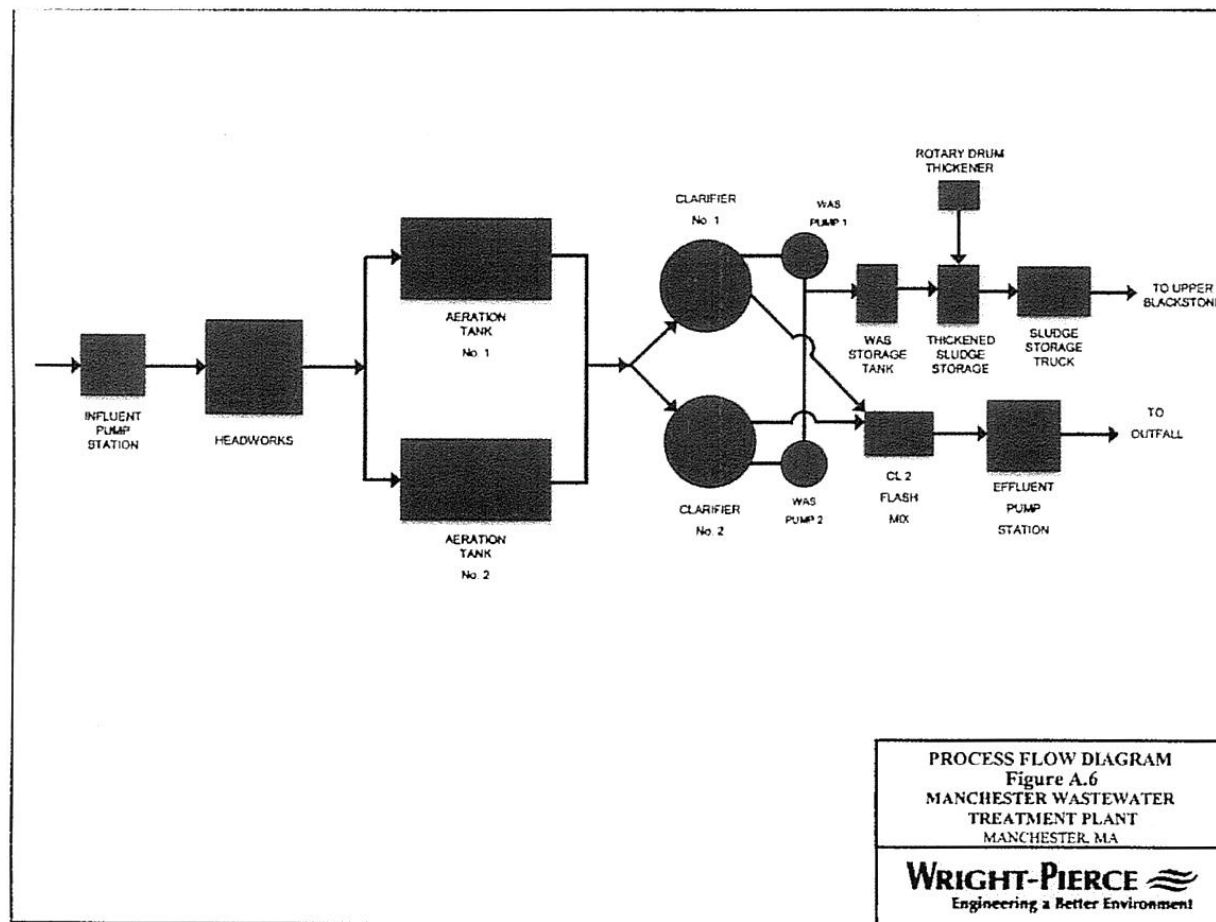 ROTARY DRUM
THICKENER
CLARIFIER
No. 1
WAS
PUMP 1
AERATION
TANK
No. 1
WAS
STORAGE
TANK
THICKENED
SLUDGE
STORAGE
SLUDGE
STORAGE
TRUCK
TO UPPER
BLACKSTONE
INFLUENT
PUMP
STATION
HEADWORKS
AERATION
TANK
No. 2
CLARIFIER
No. 2
WAS
PUMP 2
CL 2
FLASH
MIX
EFFLUENT
PUMP
STATION
TO
OUTFALL
PROCESS FLOW DIAGRAM
Figure A.6
MANCHESTER WASTEWATER
TREATMENT PLANT
MANCHESTER, MA
WRIGHT-PIERCE
Engineering a Better Environment